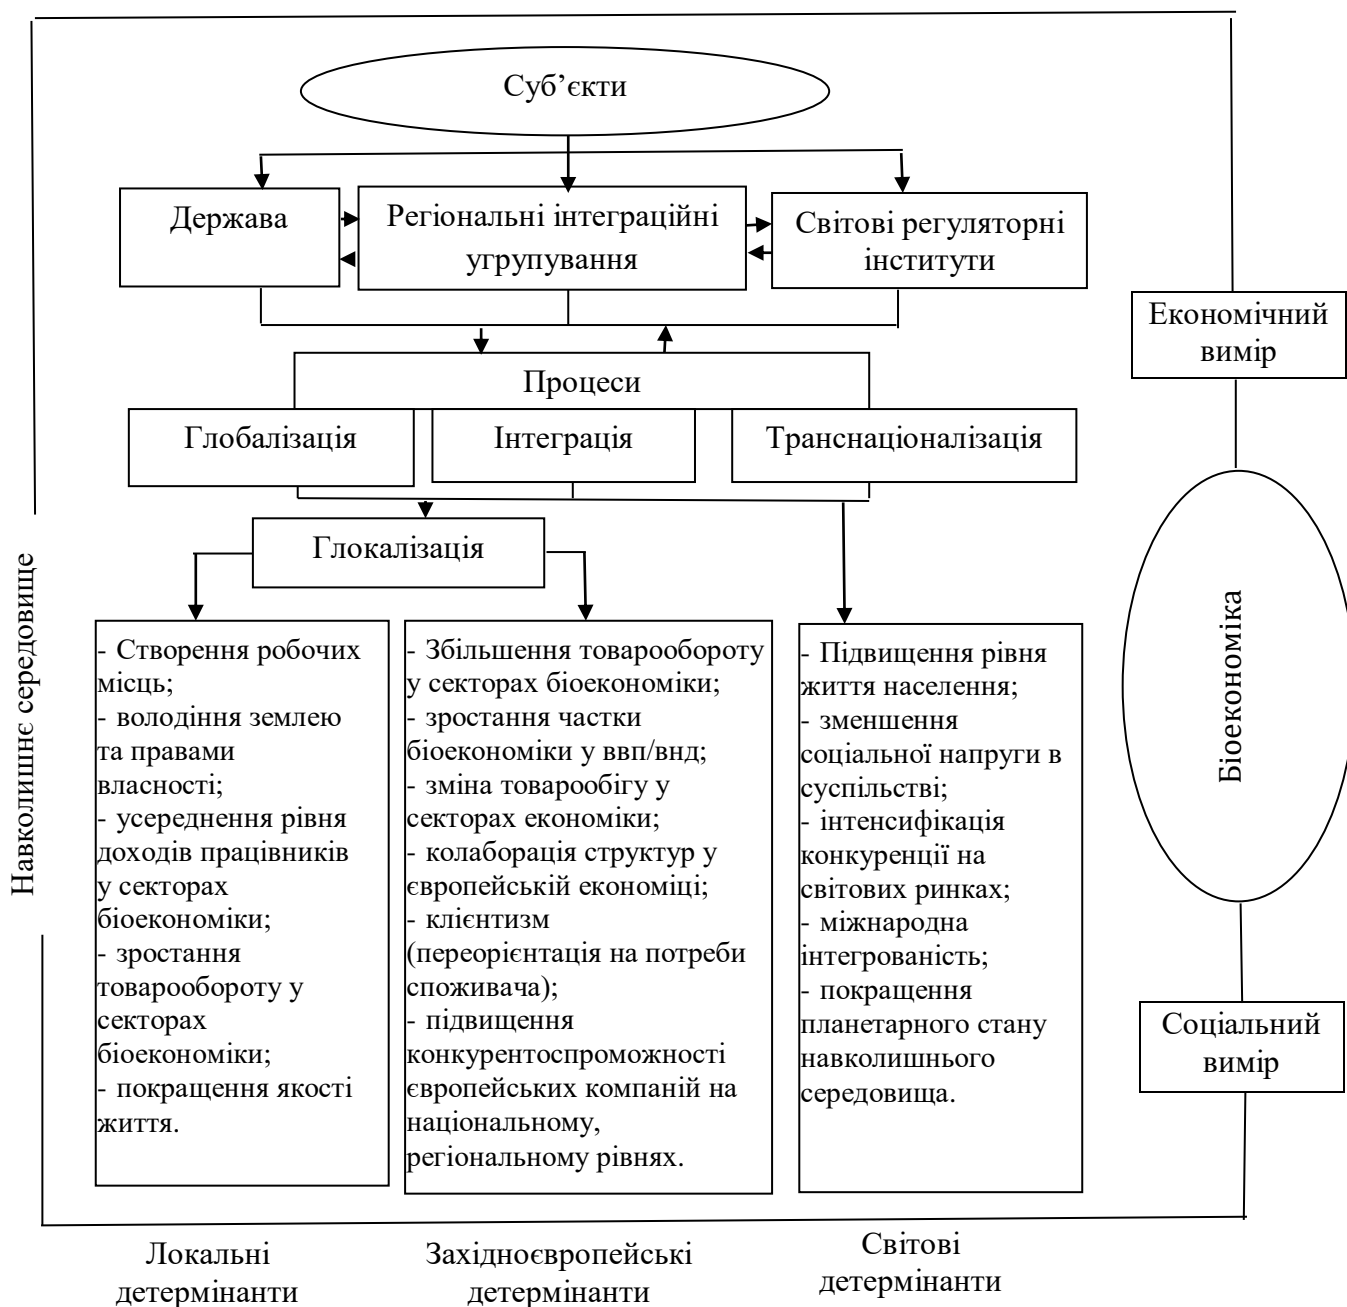 Суб’єкти
Держава
Регіональні інтеграційні
угрупування
Світові регуляторні
інститути
Економічний
вимір
Процеси
Глобалізація
Інтеграція
Транснаціоналізація
Глокалізація
Навколишнє середовище
- Створення робочих
місць;
- володіння землею
та правами
власності;
- усереднення рівня
доходів працівників
у секторах
біоекономіки;
- зростання
товарообороту у
секторах
біоекономіки;
- покращення якості
життя.
- Збільшення товарообороту
у секторах біоекономіки;
- зростання частки
біоекономіки у ввп/внд;
- зміна товарообігу у
секторах економіки;
- колаборація структур у
європейській економіці;
- клієнтизм
(переорієнтація на потреби
споживача);
- підвищення
конкурентоспроможності
європейських компаній на
національному,
регіональному рівнях.
- Підвищення рівня
життя населення;
- зменшення
соціальної напруги в
суспільстві;
- інтенсифікація
конкуренції на
світових ринках;
- міжнародна
інтегрованість;
- покращення
планетарного стану
навколишнього
середовища.
Біоекономіка
Соціальний
вимір
Локальні
детермінанти
Західноєвропейські
детермінанти
Світові
детермінанти